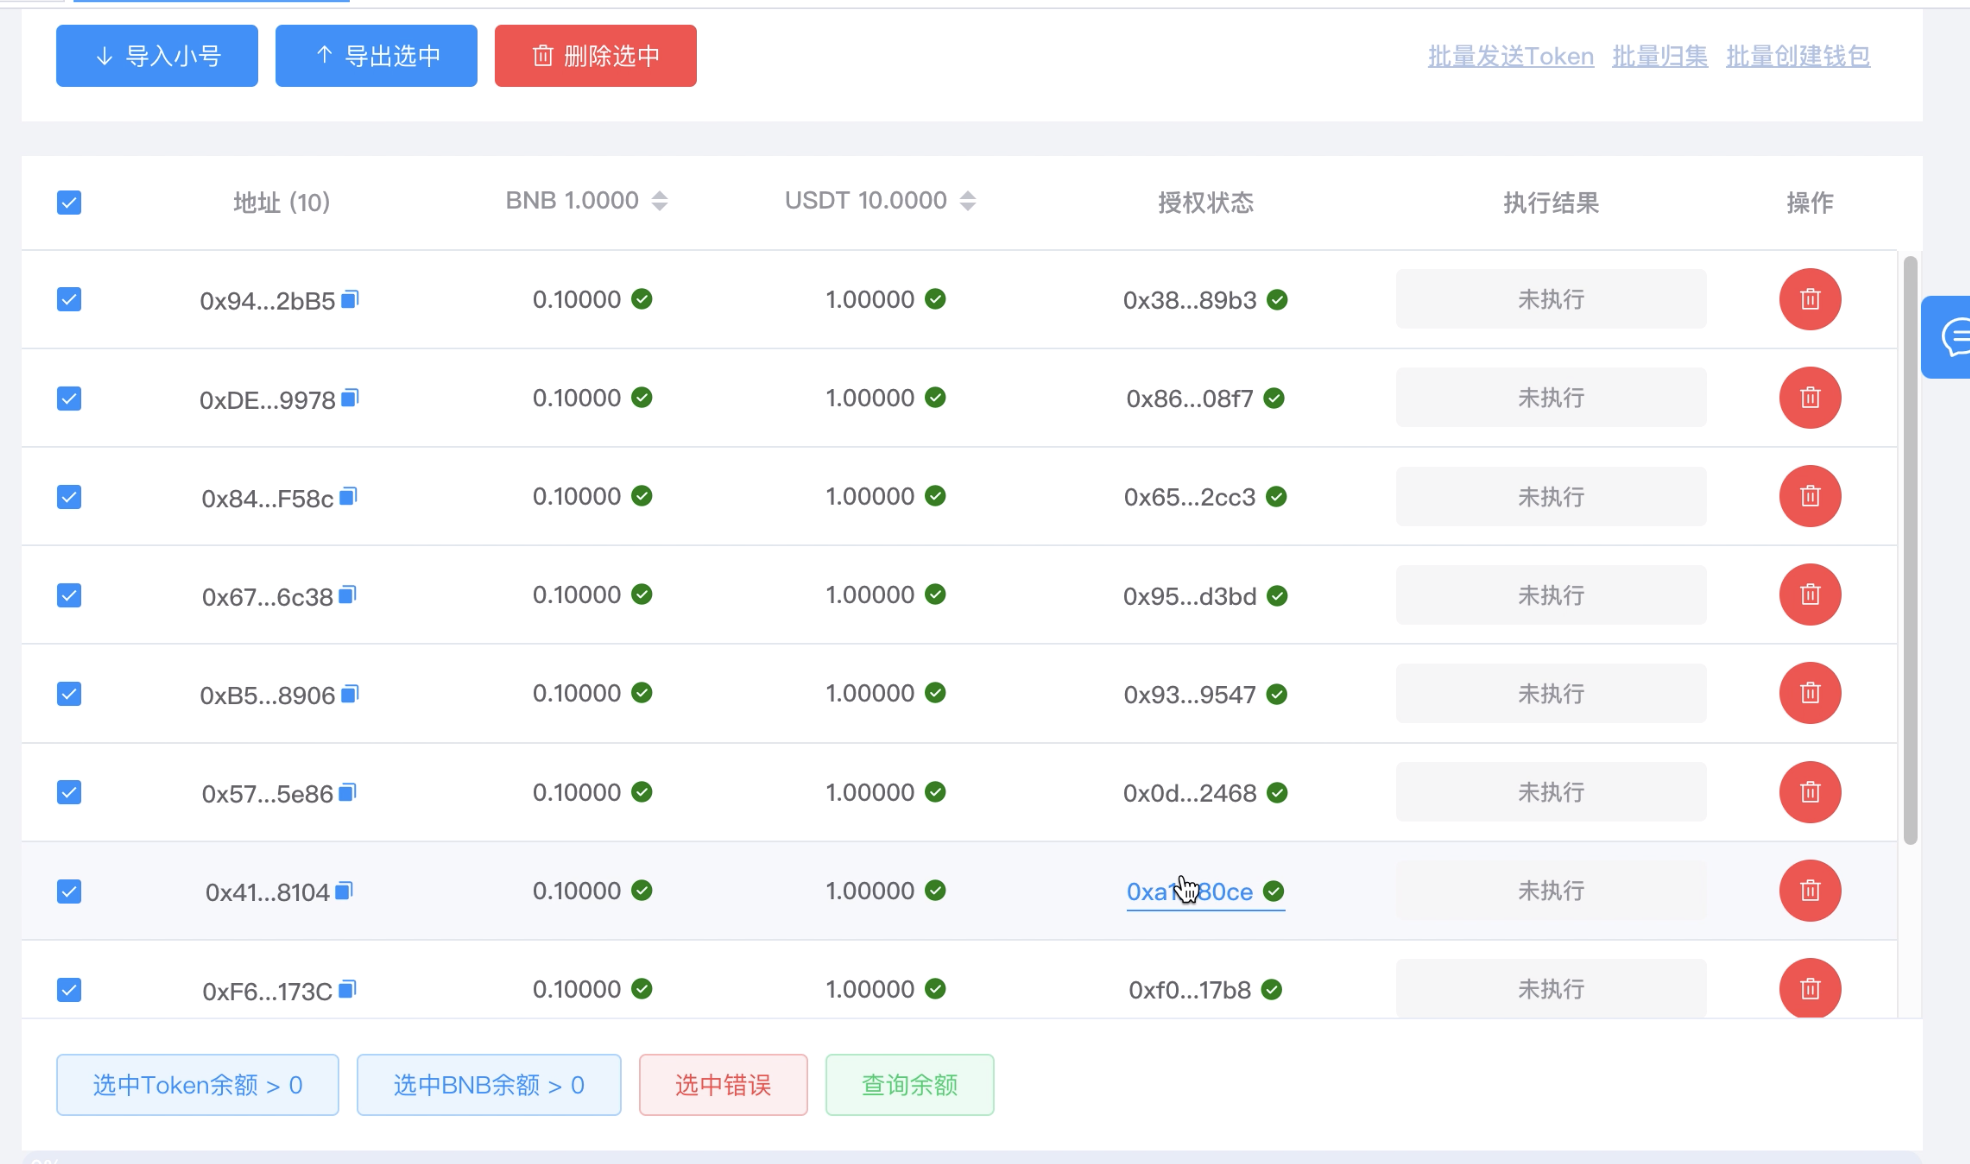 导入小号 导出选中 删除选中 批量发送Token 批量归集 批量创建钱包
地址 (10) BNB 1.0000 USDT 10.0000 授权状态 执行结果 操作
0x94...2bB5 0.10000 1.00000 0x38...89b3 未执行
0xDE...9978 0.10000 1.00000 0x86...08f7 未执行
0x84...F58c 0.10000 1.00000 0x65...2cc3 未执行
0x67...6c38 0.10000 1.00000 0x95...d3bd 未执行
0xB5...8906 0.10000 1.00000 0x93...9547 未执行
0x57...5e86 0.10000 1.00000 0x0d...2468 未执行
0x41...8104 0.10000 1.00000 未执行
0xF6...173C 0.10000 1.00000 0xf0...17b8 未执行
选中Token余额 > 0 选中BNB余额 > 0 选中错误 查询余额